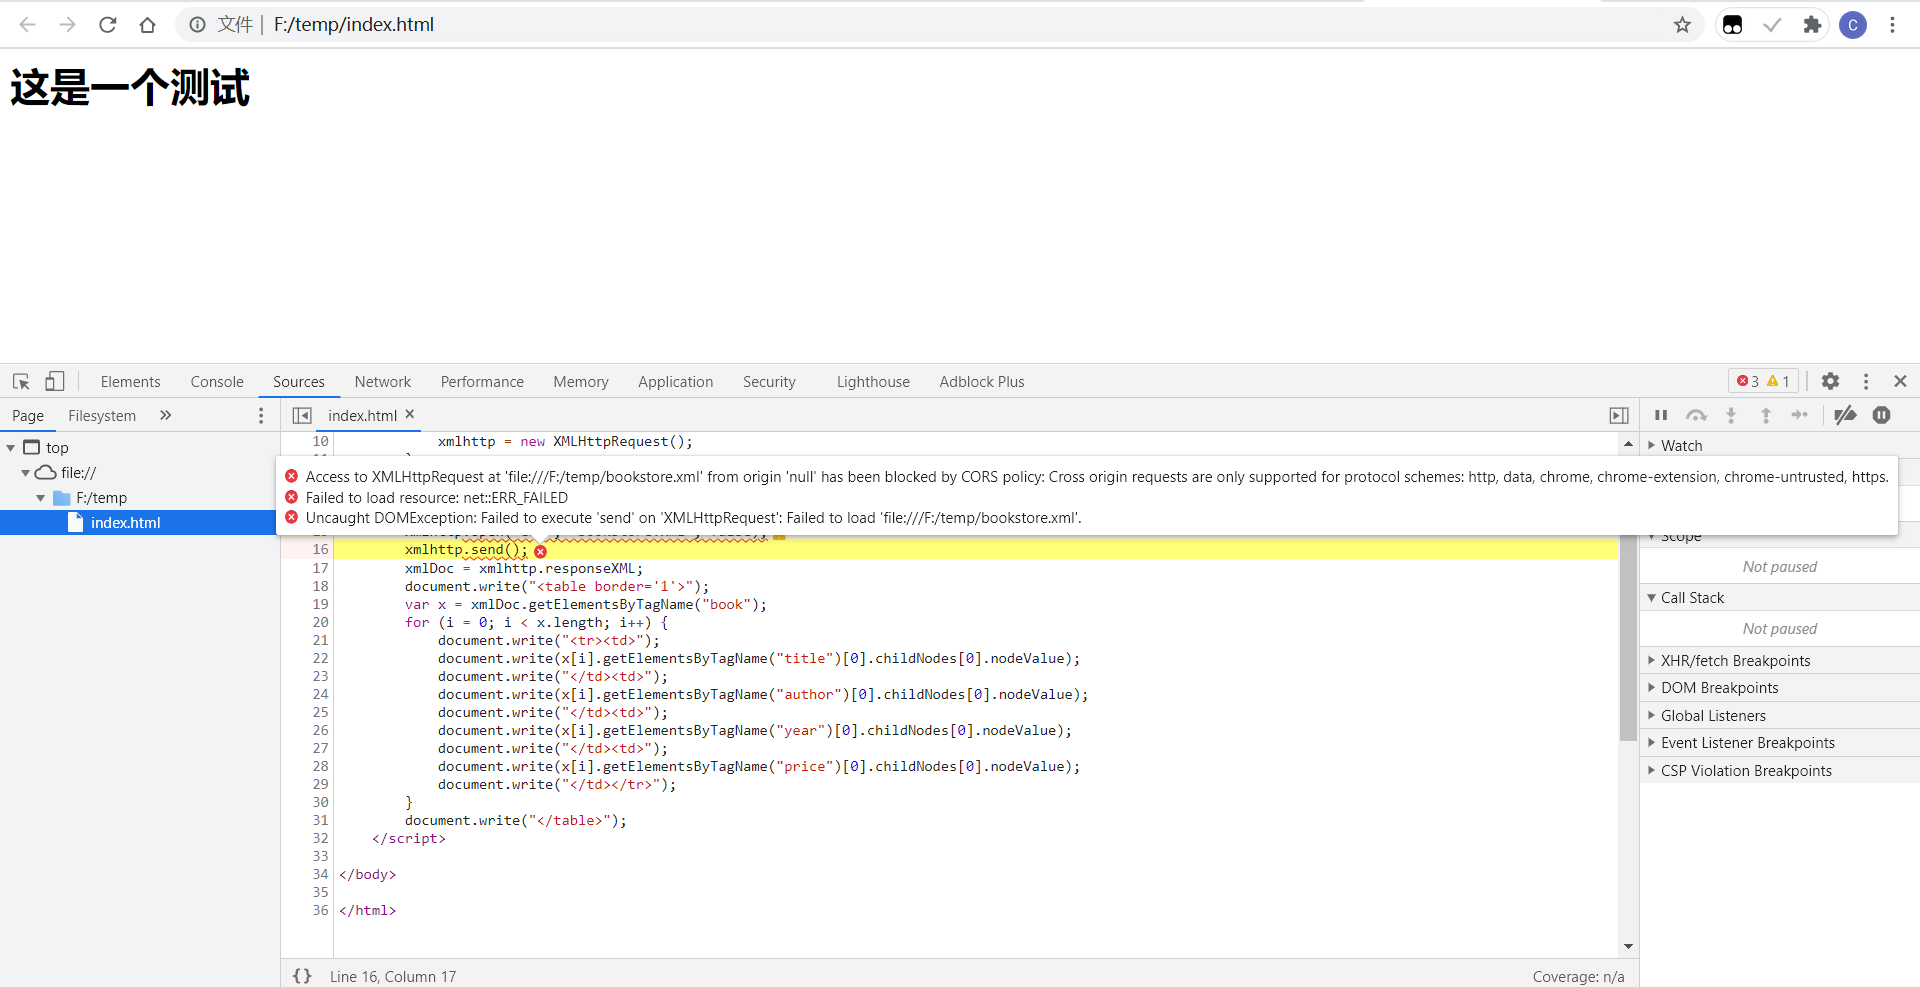 文件 | F:/temp/index.html
C
这是一个测试
Elements Console Sources Network Performance Memory Application Security Lighthouse Adblock Plus
3 1
Page Filesystem »
index.html ×
top
file://
F:/temp
index.html
10 xmlhttp = new XMLHttpRequest();
Access to XMLHttpRequest at 'file:///F:/temp/bookstore.xml' from origin 'null' has been blocked by CORS policy: Cross origin requests are only supported for protocol schemes: http, data, chrome, chrome-extension, chrome-untrusted, https.
Failed to load resource: net::ERR_FAILED
Uncaught DOMException: Failed to execute 'send' on 'XMLHttpRequest': Failed to load 'file:///F:/temp/bookstore.xml'.
16 xmlhttp.send();
17 xmlDoc = xmlhttp.responseXML;
18 document.write("<table border='1'>");
19 var x = xmlDoc.getElementsByTagName("book");
20 for (i = 0; i < x.length; i++) {
21 document.write("<tr><td>");
22 document.write(x[i].getElementsByTagName("title")[0].childNodes[0].nodeValue);
23 document.write("</td><td>");
24 document.write(x[i].getElementsByTagName("author")[0].childNodes[0].nodeValue);
25 document.write("</td><td>");
26 document.write(x[i].getElementsByTagName("year")[0].childNodes[0].nodeValue);
27 document.write("</td><td>");
28 document.write(x[i].getElementsByTagName("price")[0].childNodes[0].nodeValue);
29 document.write("</td></tr>");
30 }
31 document.write("</table>");
32 </script>
33
34 </body>
35
36 </html>
{} Line 16, Column 17
Coverage: n/a
Watch
Scope
Not paused
Call Stack
Not paused
XHR/fetch Breakpoints
DOM Breakpoints
Global Listeners
Event Listener Breakpoints
CSP Violation Breakpoints